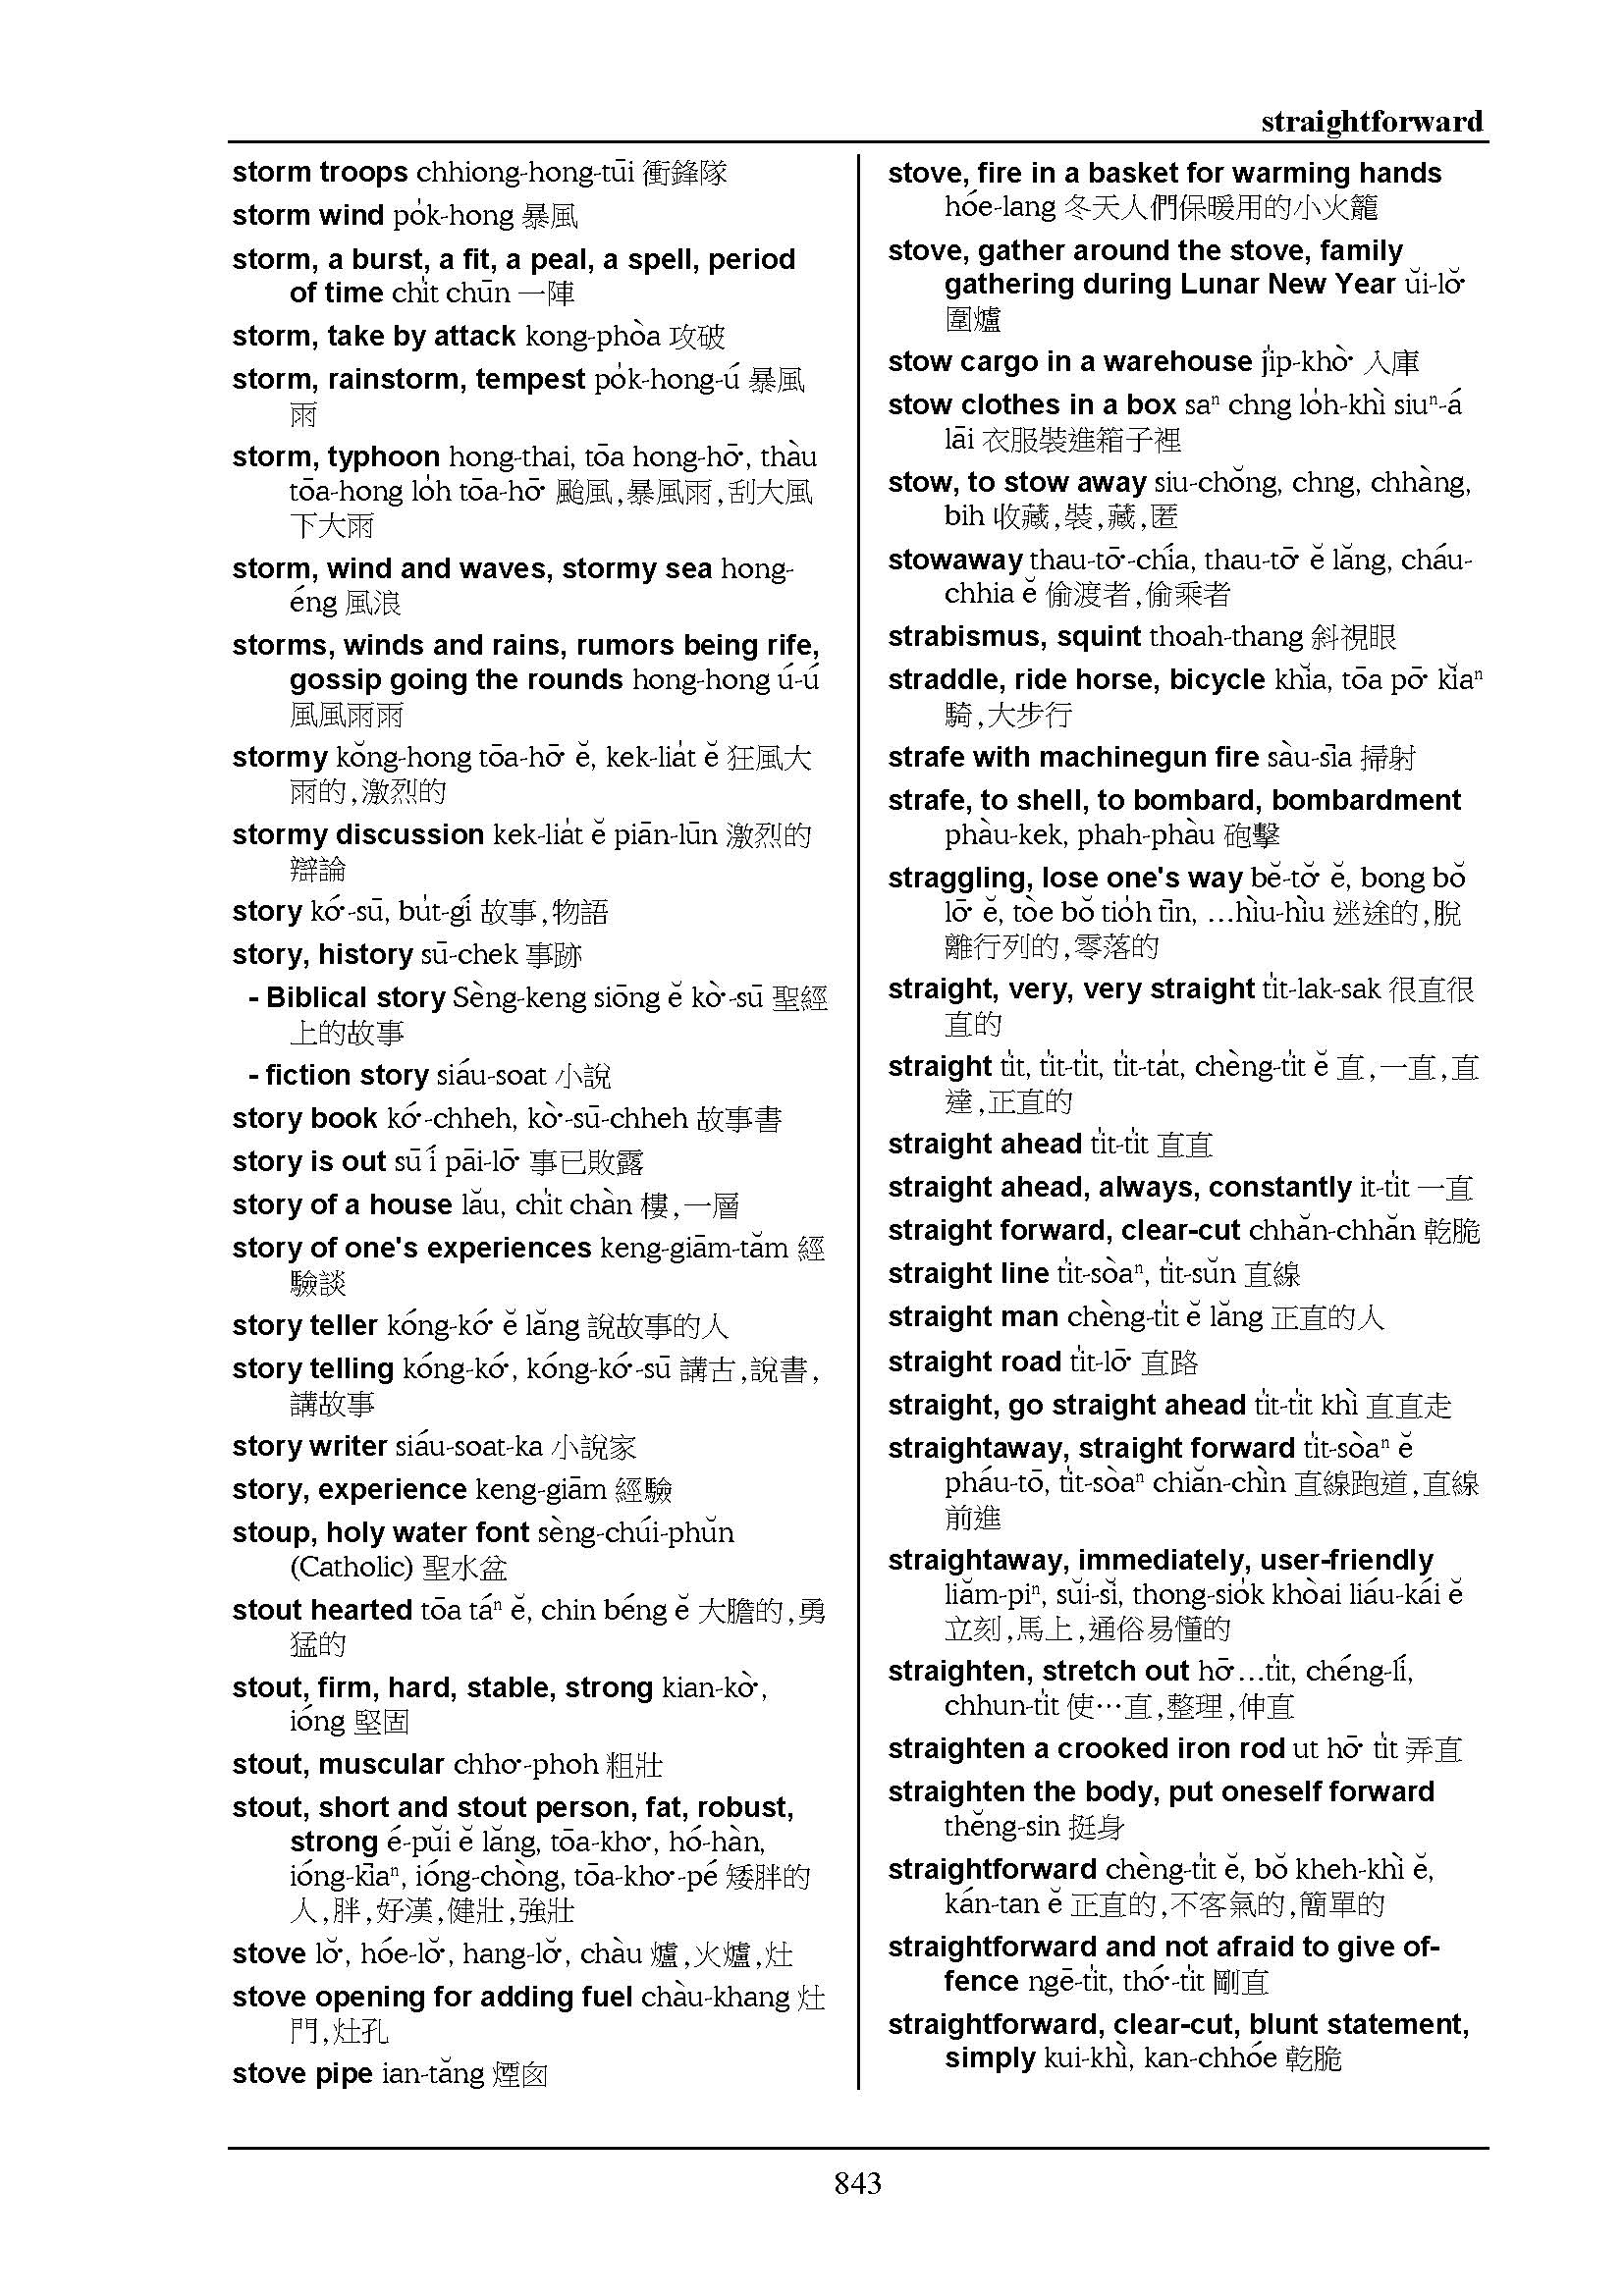 straightforward
storm troops chhiong-hong-tūi 衝鋒隊
storm wind po̍k-hong 暴風
storm, a burst, a fit, a peal, a spell, period
of time chi̍t chūn 一陣
storm, take by attack kong-phòa 攻破
storm, rainstorm, tempest po̍k-hong-ú 暴風
雨
storm, typhoon hong-thai, tōa hong-hō͘, thàu
tōa-hong lo̍h tōa-hō͘ 颱風,暴風雨,刮大風
下大雨
storm, wind and waves, stormy sea hong-
éng 風浪
storms, winds and rains, rumors being rife,
gossip going the rounds hong-hong ú-ú
風風雨雨
stormy kŏng-hong tōa-hō͘ ĕ, kek-lia̍t ĕ 狂風大
雨的,激烈的
stormy discussion kek-lia̍t ĕ piān-lūn 激烈的
辯論
story kó͘-sū, bu̍t-gí 故事,物語
story, history sū-chek 事跡
- Biblical story Sèng-keng siōng ĕ kò͘-sū 聖經
上的故事
- fiction story siáu-soat 小說
story book kó͘-chheh, kò͘-sū-chheh 故事書
story is out sū í pāi-lō͘ 事已敗露
story of a house lău, chi̍t chàn 樓,一層
story of one's experiences keng-giām-tăm 經
驗談
story teller kóng-kó͘ ĕ lăng 說故事的人
story telling kóng-kó͘, kóng-kó͘-sū 講古,說書,
講故事
story writer siáu-soat-ka 小說家
story, experience keng-giām 經驗
stoup, holy water font sèng-chúi-phŭn
(Catholic) 聖水盆
stout hearted tōa táⁿ ĕ, chin béng ĕ 大膽的,勇
猛的
stout, firm, hard, stable, strong kian-kò͘,
ióng 堅固
stout, muscular chho͘-phoh 粗壯
stout, short and stout person, fat, robust,
strong é-pŭi ĕ lăng, tōa-kho͘, hó-hàn,
ióng-kīaⁿ, ióng-chòng, tōa-kho͘-pé 矮胖的
人,胖,好漢,健壯,強壯
stove lŏ͘, hóe-lŏ͘, hang-lŏ͘, chàu 爐,火爐,灶
stove opening for adding fuel chàu-khang 灶
門,灶孔
stove pipe ian-tăng 煙囪
stove, fire in a basket for warming hands
hóe-lang 冬天人們保暖用的小火籠
stove, gather around the stove, family
gathering during Lunar New Year ŭi-lŏ͘
圍爐
stow cargo in a warehouse ji̍p-khò͘ 入庫
stow clothes in a box saⁿ chng lo̍h-khì siuⁿ-á
lāi 衣服裝進箱子裡
stow, to stow away siu-chŏng, chng, chhàng,
bih 收藏,裝,藏,匿
stowaway thau-tō͘-chía, thau-tō͘ ĕ lăng, cháu-
chhia ĕ 偷渡者,偷乘者
strabismus, squint thoah-thang 斜視眼
straddle, ride horse, bicycle khĭa, tōa pō͘ kĭaⁿ
騎,大步行
strafe with machinegun fire sàu-sīa 掃射
strafe, to shell, to bombard, bombardment
phàu-kek, phah-phàu 砲擊
straggling, lose one's way bĕ-tŏ͘ ĕ, bong bŏ
lō͘ ĕ, tòe bŏ tio̍h tīn, …hìu-hìu 迷途的,脫
離行列的,零落的
straight, very, very straight ti̍t-lak-sak 很直很
直的
straight ti̍t, ti̍t-ti̍t, ti̍t-ta̍t, chèng-ti̍t ĕ 直,一直,直
達,正直的
straight ahead ti̍t-ti̍t 直直
straight ahead, always, constantly it-ti̍t 一直
straight forward, clear-cut chhăn-chhăn 乾脆
straight line ti̍t-sòaⁿ, ti̍t-sŭn 直線
straight man chèng-ti̍t ĕ lăng 正直的人
straight road ti̍t-lō͘ 直路
straight, go straight ahead ti̍t-ti̍t khì 直直走
straightaway, straight forward ti̍t-sòaⁿ ĕ
pháu-tō, ti̍t-sòaⁿ chiăn-chìn 直線跑道,直線
前進
straightaway, immediately, user-friendly
liăm-piⁿ, sŭi-sĭ, thong-sio̍k khòai liáu-kái ĕ
立刻,馬上,通俗易懂的
straighten, stretch out hō͘…ti̍t, chéng-lí,
chhun-ti̍t 使…直,整理,伸直
straighten a crooked iron rod ut hō͘ ti̍t 弄直
straighten the body, put oneself forward
thĕng-sin 挺身
straightforward chèng-ti̍t ĕ, bŏ kheh-khì ĕ,
kán-tan ĕ 正直的,不客氣的,簡單的
straightforward and not afraid to give of-
fence ngē-ti̍t, thó͘-ti̍t 剛直
straightforward, clear-cut, blunt statement,
simply kui-khì, kan-chhóe 乾脆
843